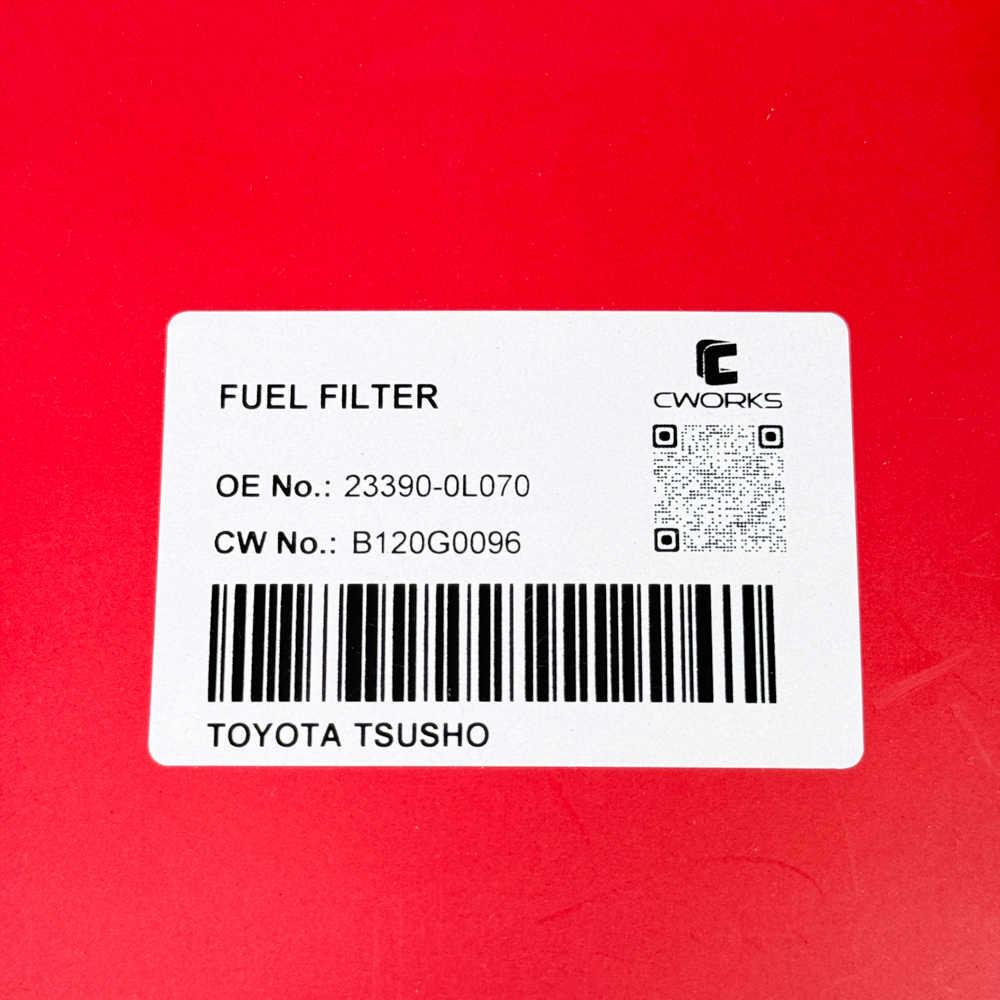 FUEL FILTER
CWORKS
OE No.: 23390-0L070
CW No.: B120G0096
TOYOTA TSUSHO